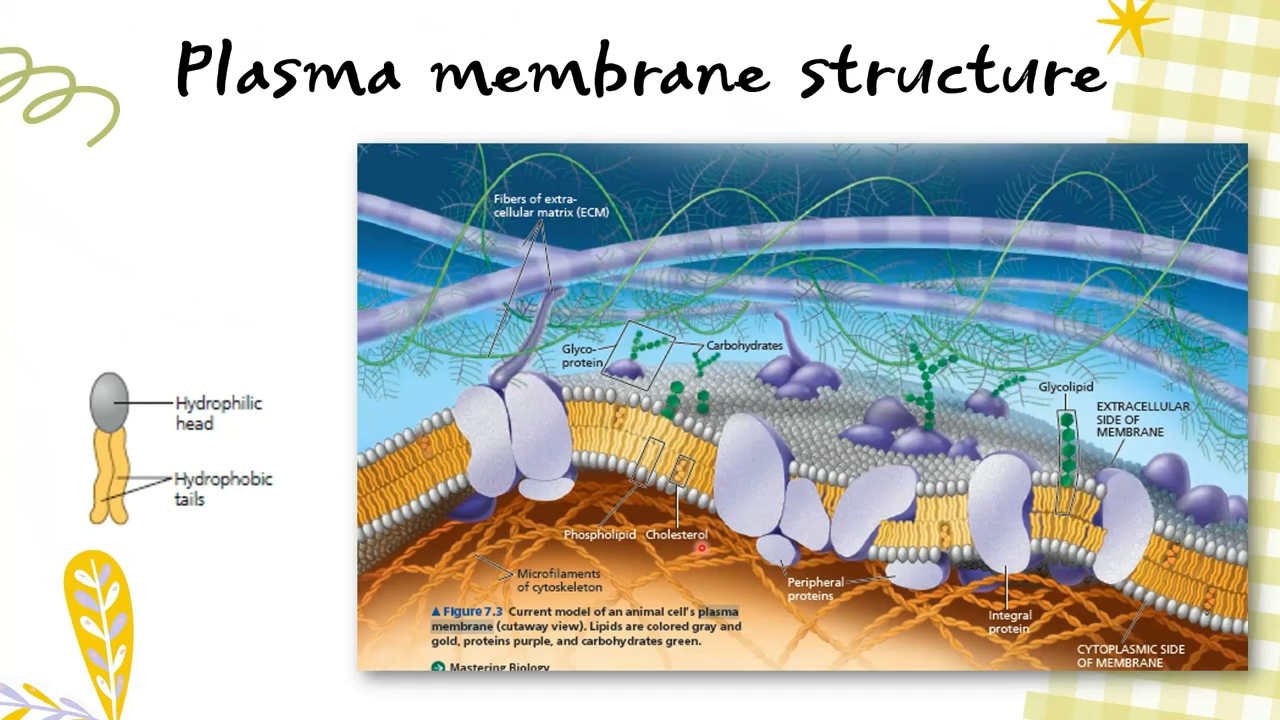 Plasma membrane structure
Fibers of extra-
cellular matrix (ECM)
Glyco-
protein
Carbohydrates
Glycolipid
EXTRACELLULAR
SIDE OF
MEMBRANE
Hydrophilic
head
Hydrophobic
tails
Phospholipid
Cholesterol
Microfilaments
of cytoskeleton
Peripheral
proteins
Integral
protein
CYTOPLASMIC SIDE
OF MEMBRANE
▲ Figure 7.3 Current model of an animal cell's plasma
membrane (cutaway view). Lipids are colored gray and
gold, proteins purple, and carbohydrates green.
Mastering Biology